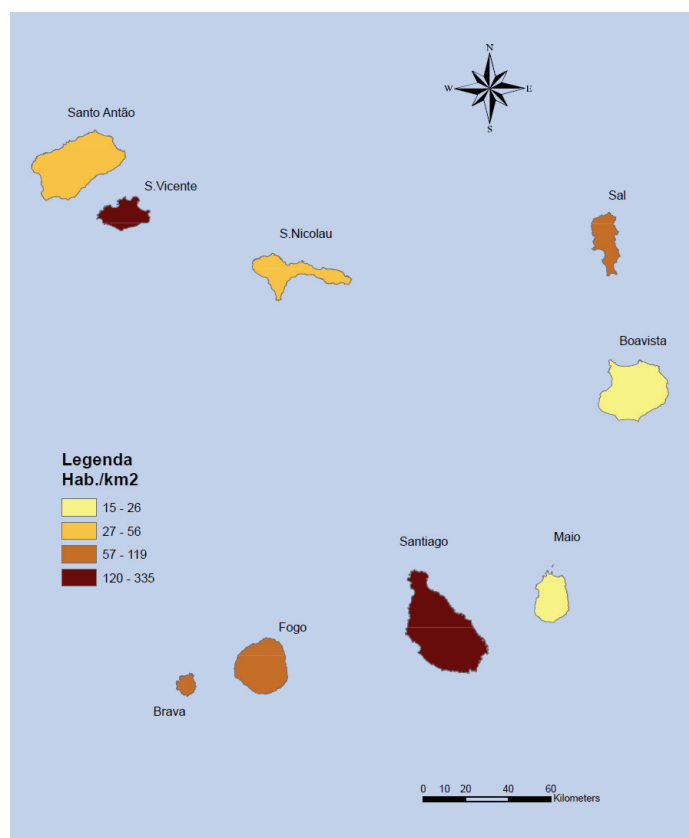 N
W E
S
Santo Antão
S.Vicente
Sal
S.Nicolau
Boavista
Legenda
Hab./km2
15 - 26
27 - 56
57 - 119
120 - 335
Santiago
Maio
Fogo
Brava
0 10 20 40 60
Kilometers